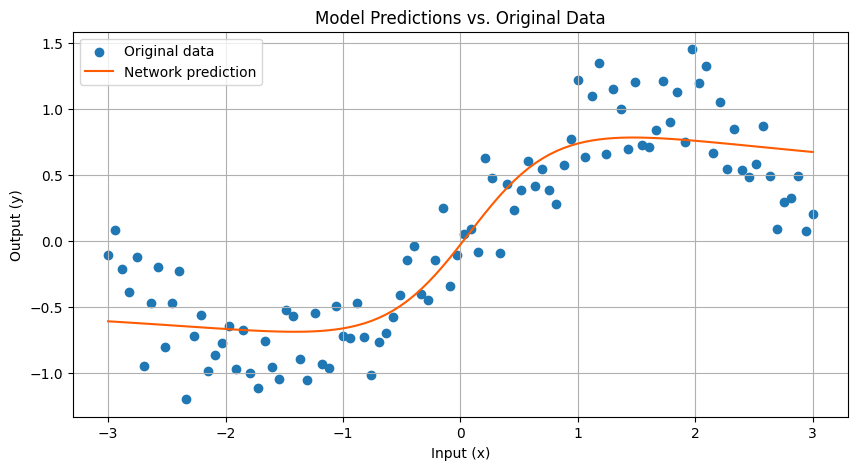 Model Predictions vs. Original Data
Original data
Network prediction
Output (y)
1.5
1.0
0.5
0.0
−0.5
−1.0
−3
−2
−1
0
1
2
3
Input (x)